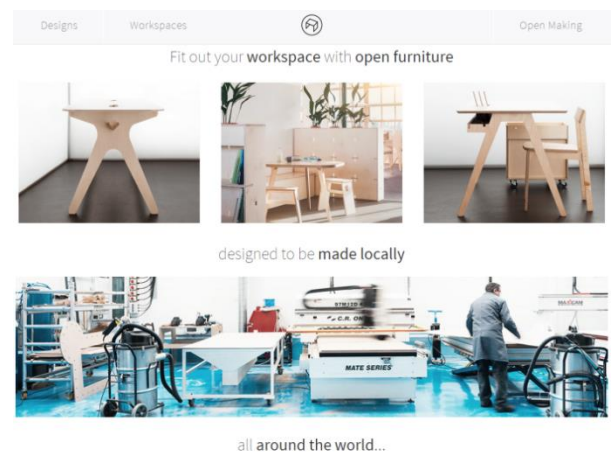 Designs
Workspaces
Open Making
Fit out your workspace with open furniture
designed to be made locally
C.R. O
MATE SERIES
all around the world...